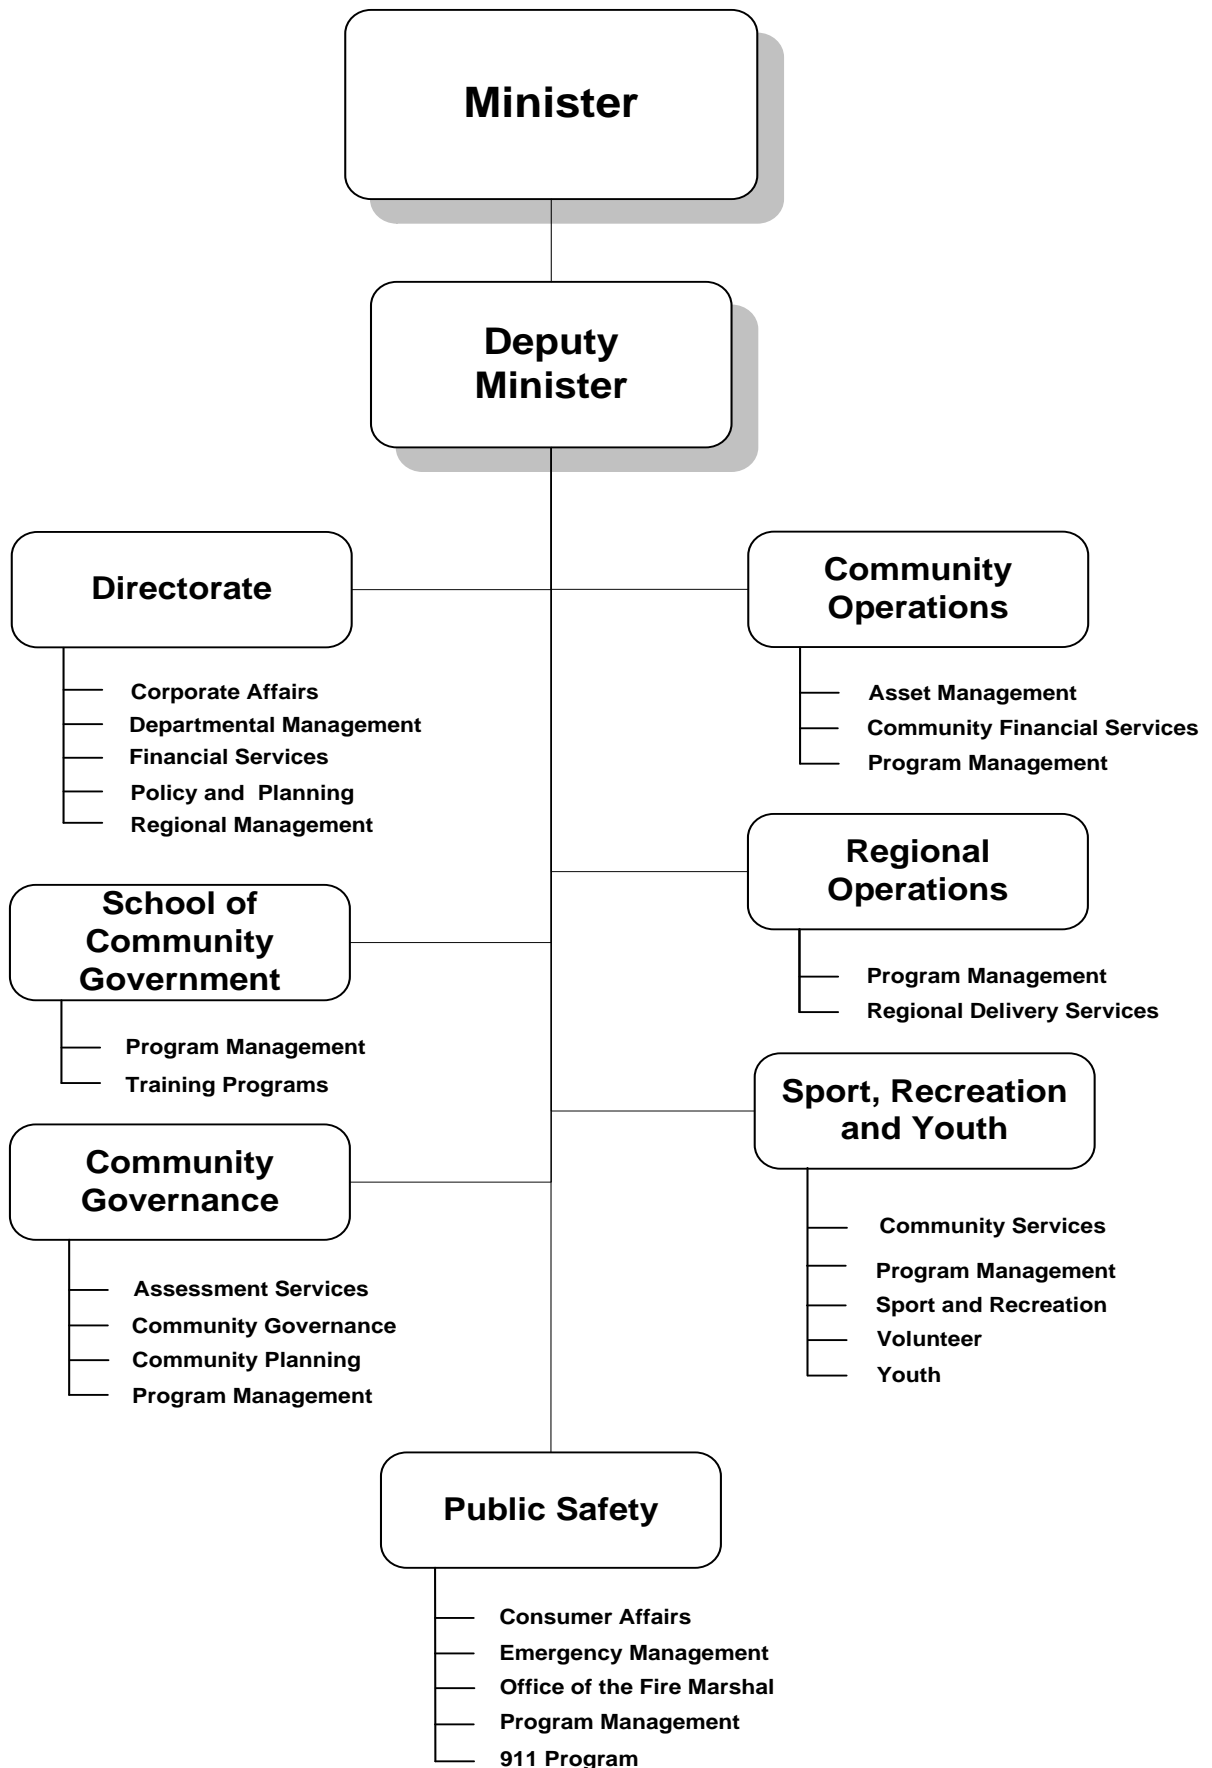 Minister
Deputy
Minister
Directorate
Corporate Affairs
Departmental Management
Financial Services
Policy and  Planning
Regional Management
Community
Operations
Asset Management
Community Financial Services
Program Management
School of
Community
Government
Program Management
Training Programs
Regional
Operations
Program Management
Regional Delivery Services
Community
Governance
Assessment Services
Community Governance
Community Planning
Program Management
Sport, Recreation
and Youth
Community Services
Program Management
Sport and Recreation
Volunteer
Youth
Public Safety
Consumer Affairs
Emergency Management
Office of the Fire Marshal
Program Management
911 Program